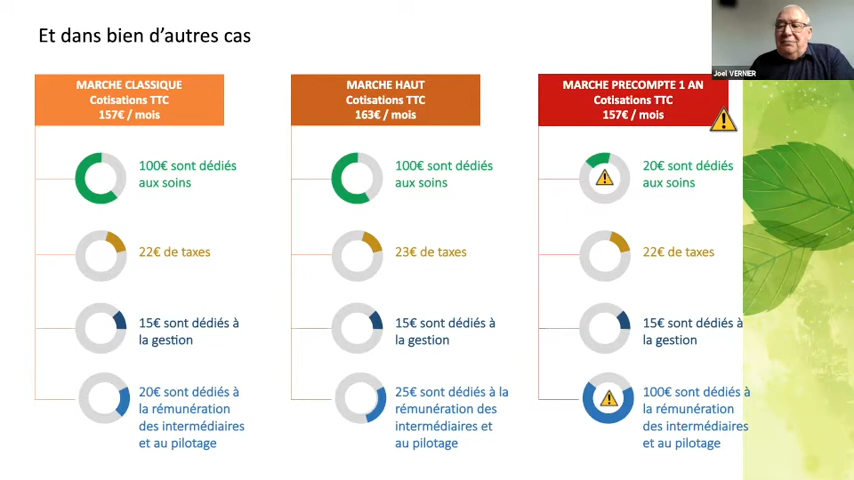 Et dans bien d'autres cas
Joel VERNIER
MARCHE CLASSIQUE
Cotisations TTC
157€ / mois
100€ sont dédiés
aux soins
22€ de taxes
15€ sont dédiés à
la gestion
20€ sont dédiés à
la rémunération
des intermédiaires
et au pilotage
MARCHE HAUT
Cotisations TTC
163€ / mois
100€ sont dédiés
aux soins
23€ de taxes
15€ sont dédiés à
la gestion
25€ sont dédiés à la
rémunération des
intermédiaires et
au pilotage
MARCHE PRECOMPTE 1 AN
Cotisations TTC
157€ / mois
20€ sont dédiés
aux soins
22€ de taxes
15€ sont dédiés à
la gestion
100€ sont dédiés à
la rémunération
des intermédiaires
et au pilotage